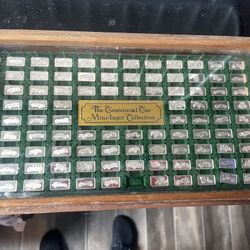 The Centennial Car
Mini-Ingot Collection